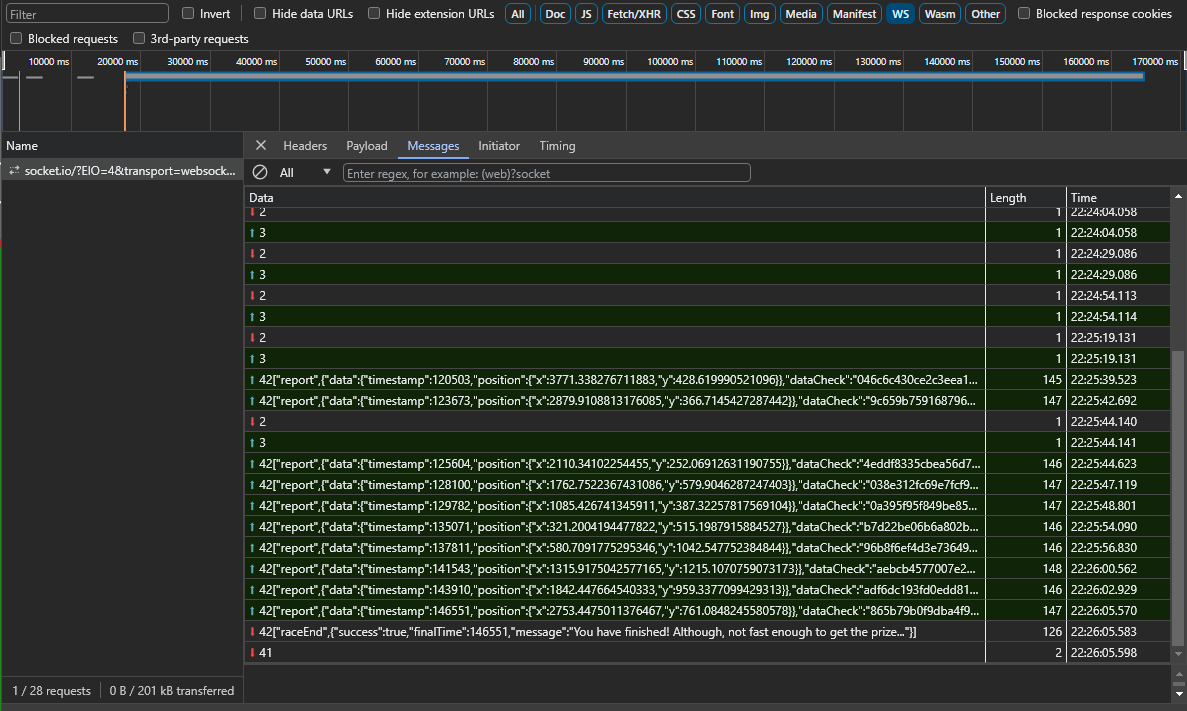 Filter Invert Hide data URLs Hide extension URLs All Doc JS Fetch/XHR CSS Font Img Media Manifest WS Wasm Other Blocked response cookies
Blocked requests 3rd-party requests
10000 ms 20000 ms 30000 ms 40000 ms 50000 ms 60000 ms 70000 ms 80000 ms 90000 ms 100000 ms 110000 ms 120000 ms 130000 ms 140000 ms 150000 ms 160000 ms 170000 ms
Name Headers Payload Messages Initiator Timing
socket.io/?EIO=4&transport=websock... All Enter regex, for example: (web)?socket
Data Length Time
2 1 22:24:04.058
3 1 22:24:04.058
2 1 22:24:29.086
3 1 22:24:29.086
2 1 22:24:54.113
3 1 22:24:54.114
2 1 22:25:19.131
3 1 22:25:19.131
42["report",{"data":{"timestamp":120503,"position":{"x":3771.338276711883,"y":428.619990521096}},"dataCheck":"046c6c430ce2c3eea1... 145 22:25:39.523
42["report",{"data":{"timestamp":123673,"position":{"x":2879.9108813176085,"y":366.7145427287442}},"dataCheck":"9c659b759168796... 147 22:25:42.692
2 1 22:25:44.140
3 1 22:25:44.141
42["report",{"data":{"timestamp":125604,"position":{"x":2110.34102254455,"y":252.06912631190755}},"dataCheck":"4eddf8335cbea56d7... 146 22:25:44.623
42["report",{"data":{"timestamp":128100,"position":{"x":1762.7522367431086,"y":579.9046287247403}},"dataCheck":"038e312fc69e7fcf9... 147 22:25:47.119
42["report",{"data":{"timestamp":129782,"position":{"x":1085.426741345911,"y":387.32257817569104}},"dataCheck":"0a395f95f849be85... 147 22:25:48.801
42["report",{"data":{"timestamp":135071,"position":{"x":321.2004194477822,"y":515.1987915884527}},"dataCheck":"b7d22be06b6a802b... 146 22:25:54.090
42["report",{"data":{"timestamp":137811,"position":{"x":580.7091775295346,"y":1042.547752384844}},"dataCheck":"96b8f6ef4d3e73649... 146 22:25:56.830
42["report",{"data":{"timestamp":141543,"position":{"x":1315.9175042577165,"y":1215.1070759073173}},"dataCheck":"aebcb4577007e2... 148 22:26:00.562
42["report",{"data":{"timestamp":143910,"position":{"x":1842.447664540333,"y":959.3377099429313}},"dataCheck":"adf6dc193fd0edd81... 146 22:26:02.929
42["report",{"data":{"timestamp":146551,"position":{"x":2753.4475011376467,"y":761.0848245580578}},"dataCheck":"865b79b0f9dba4f9... 147 22:26:05.570
42["raceEnd",{"success":true,"finalTime":146551,"message":"You have finished! Although, not fast enough to get the prize..."}] 126 22:26:05.583
41 2 22:26:05.598
1 / 28 requests 0 B / 201 kB transferred